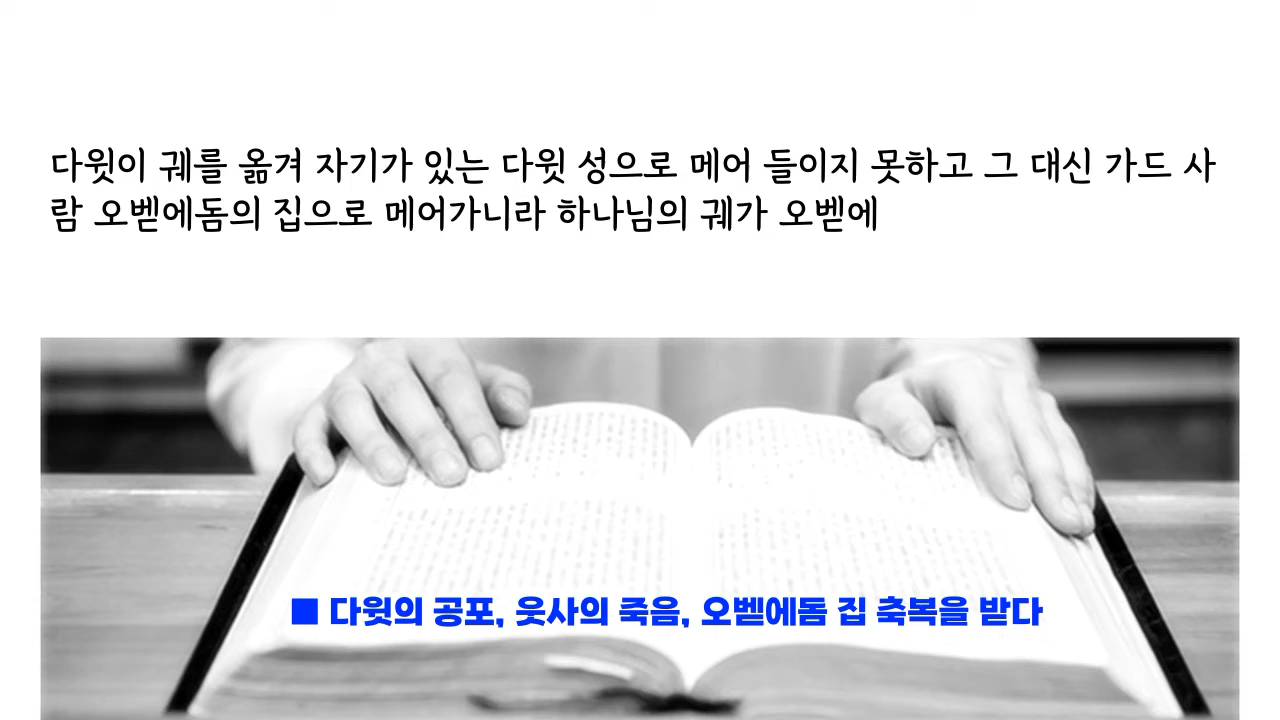 다윗이 궤를 옮겨 자기가 있는 다윗 성으로 메어 들이지 못하고 그 대신 가드 사
람 오벧에돔의 집으로 메어가니라 하나님의 궤가 오벧에
■ 다윗의 공포, 웃사의 죽음, 오벧에돔 집 축복을 받다